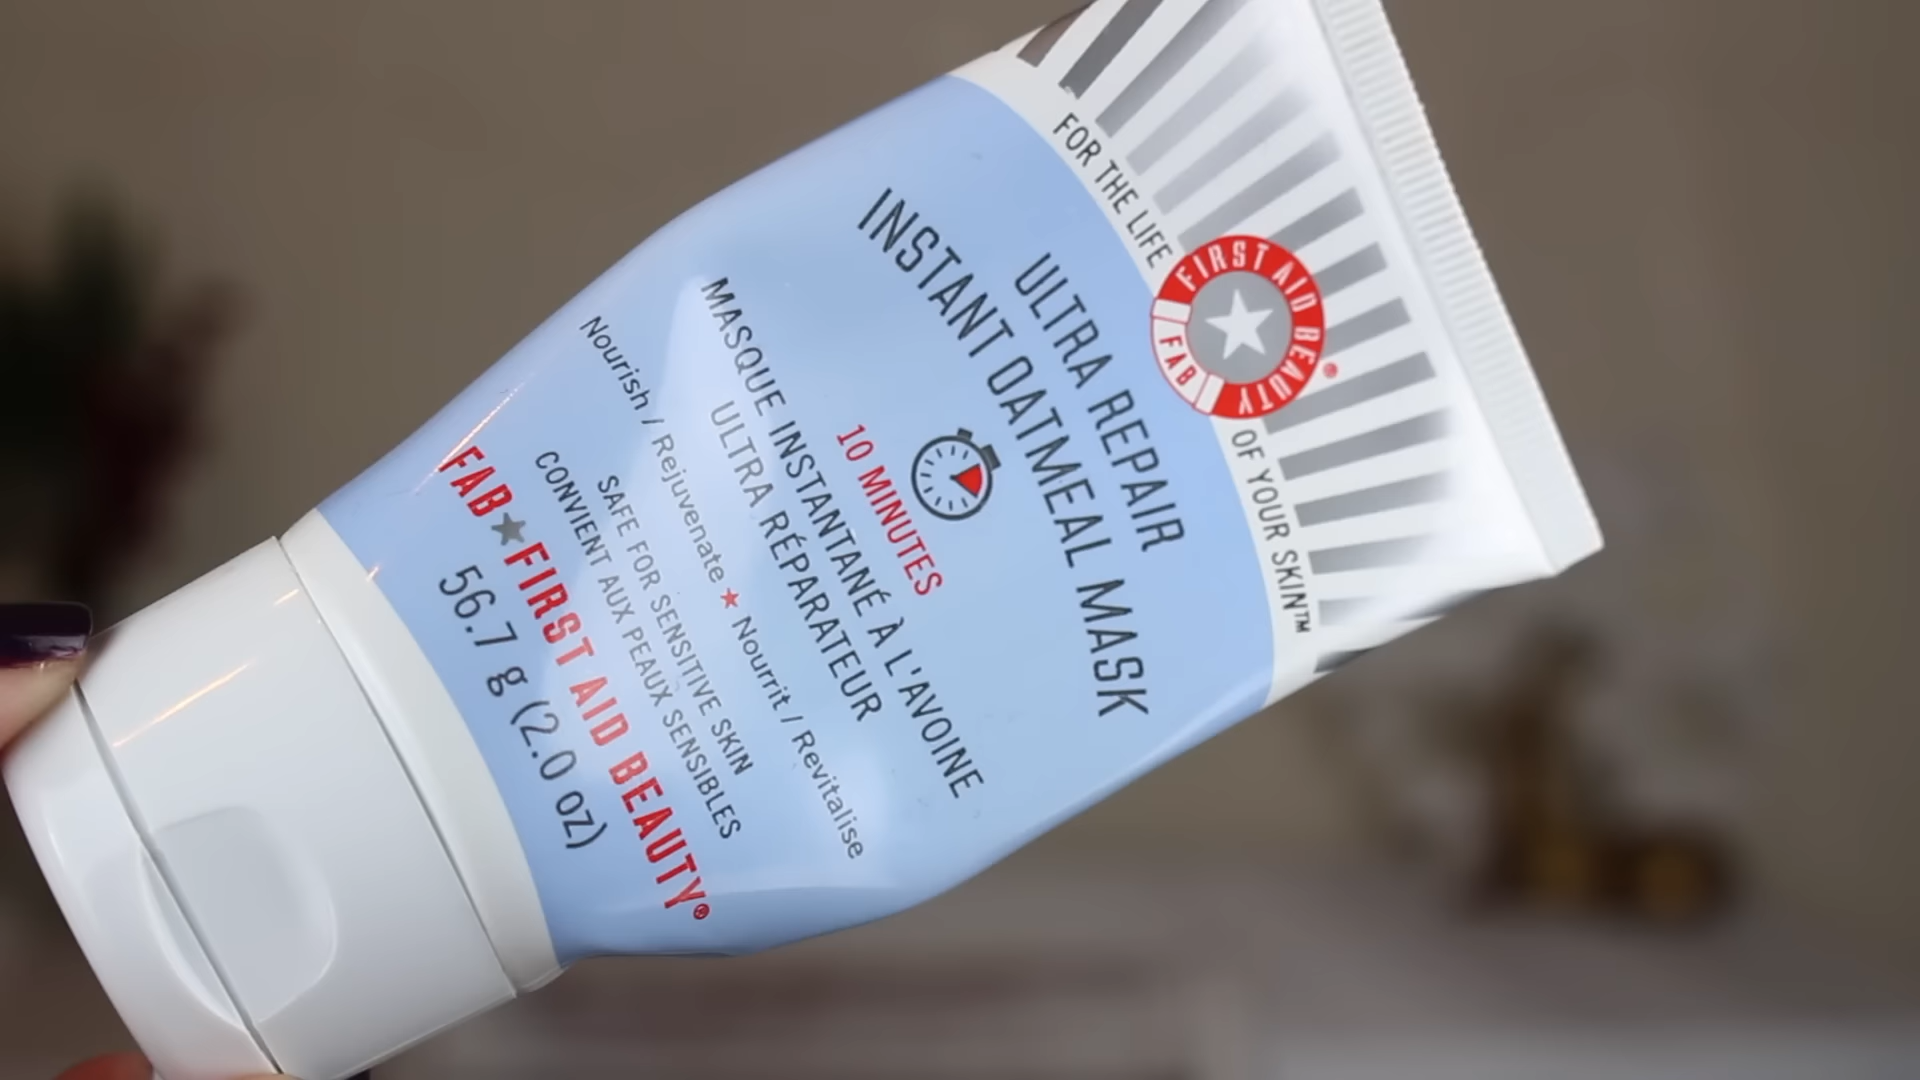 FOR THE LIFE
FIRST AID BEAUTY®
FAB
OF YOUR SKIN™
ULTRA REPAIR
INSTANT OATMEAL MASK
10 MINUTES
MASQUE INSTANTANÉ À L'AVOINE
ULTRA RÉPARATEUR
Nourish / Rejuvenate ★ Nourrit / Revitalise
SAFE FOR SENSITIVE SKIN
CONVIENT AUX PEAUX SENSIBLES
FAB★FIRST AID BEAUTY®
56.7 g (2.0 OZ)